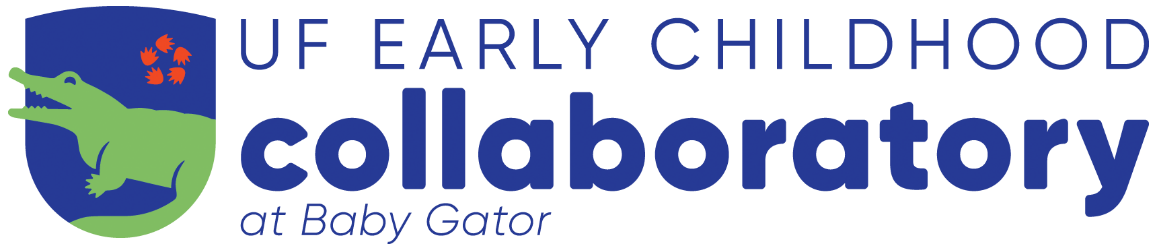 UF EARLY CHILDHOOD
collaboratory
at Baby Gator